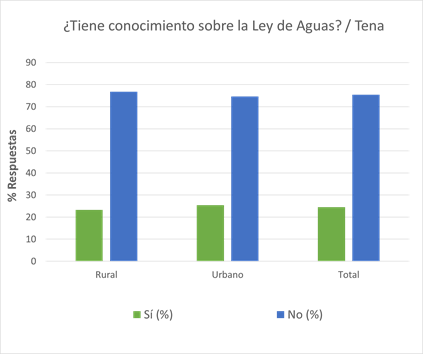 ¿Tiene conocimiento sobre la Ley de Aguas? / Tena
% Respuestas
90
80
70
60
50
40
30
20
10
0
Rural Urbano Total
Sí (%) No (%)